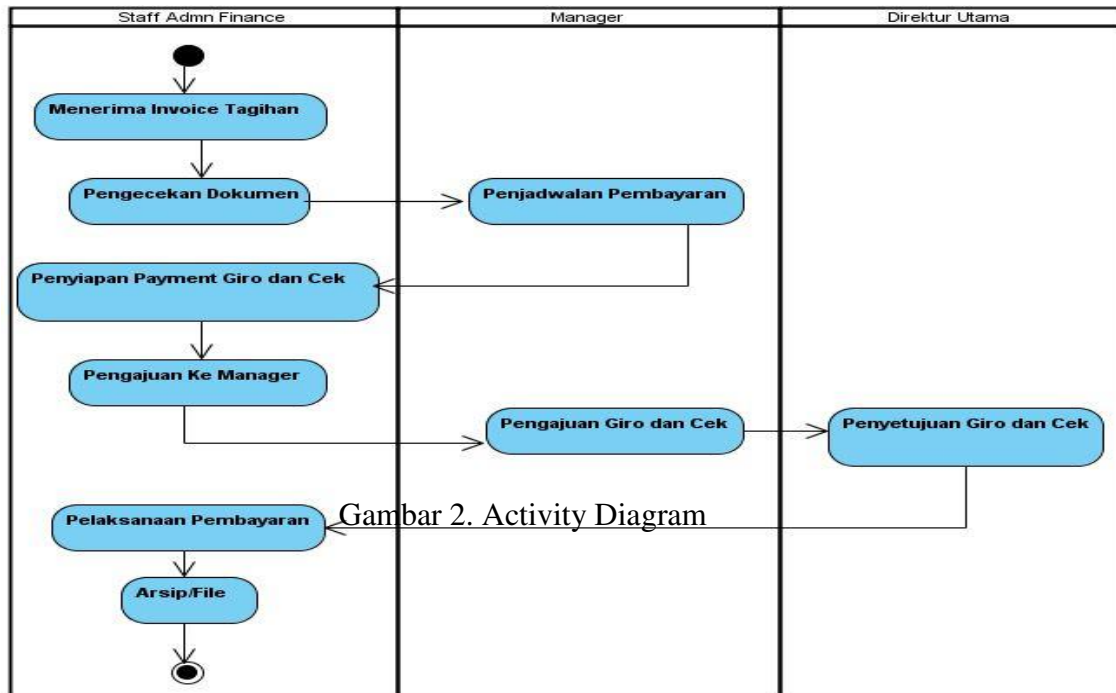 Staff Admn Finance
Manager
Direktur Utama
Menerima Invoice Tagihan
Pengecekan Dokumen
Penjadwalan Pembayaran
Penyiapan Payment Giro dan Cek
Pengajuan Ke Manager
Pengajuan Giro dan Cek
Penyetujuan Giro dan Cek
Pelaksanaan Pembayaran
Gambar 2. Activity Diagram
Arsip/File